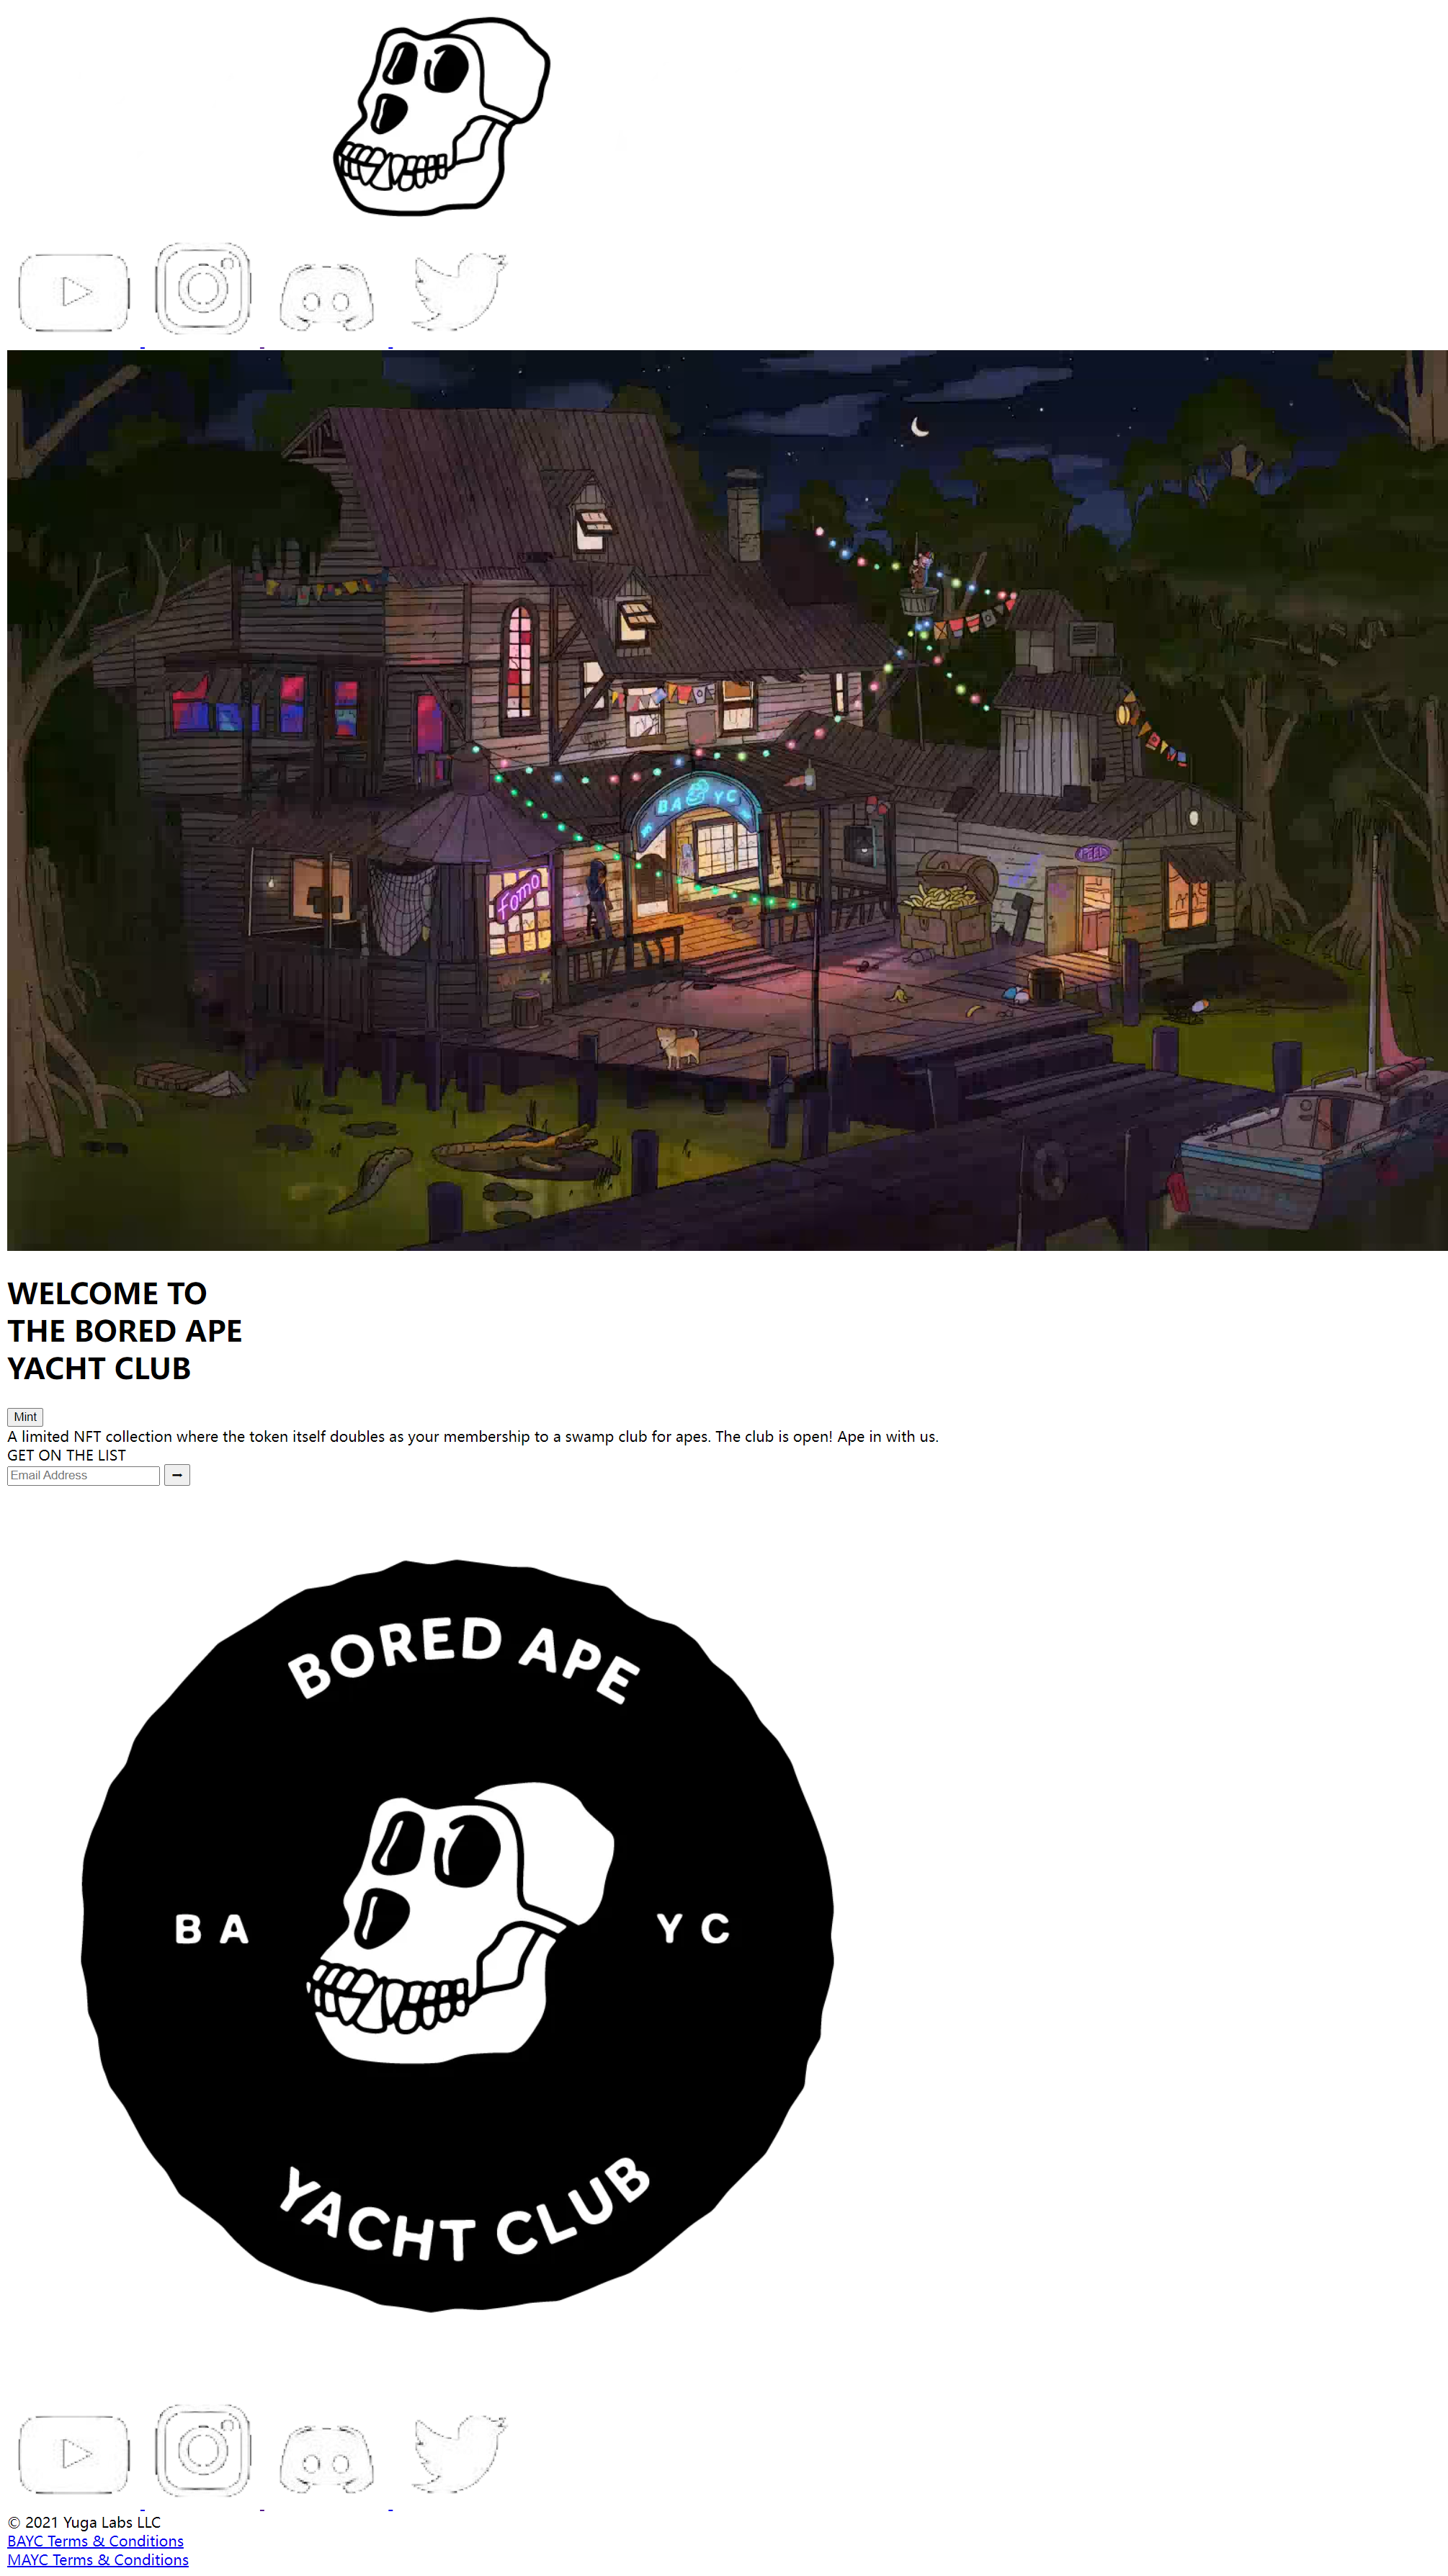 BA YC
Fomo
WELCOME TO
THE BORED APE
YACHT CLUB
Mint
A limited NFT collection where the token itself doubles as your membership to a swamp club for apes. The club is open! Ape in with us.
GET ON THE LIST
Email Address
BORED APE
B A Y C
YACHT CLUB
© 2021 Yuga Labs LLC
BAYC Terms & Conditions
MAYC Terms & Conditions